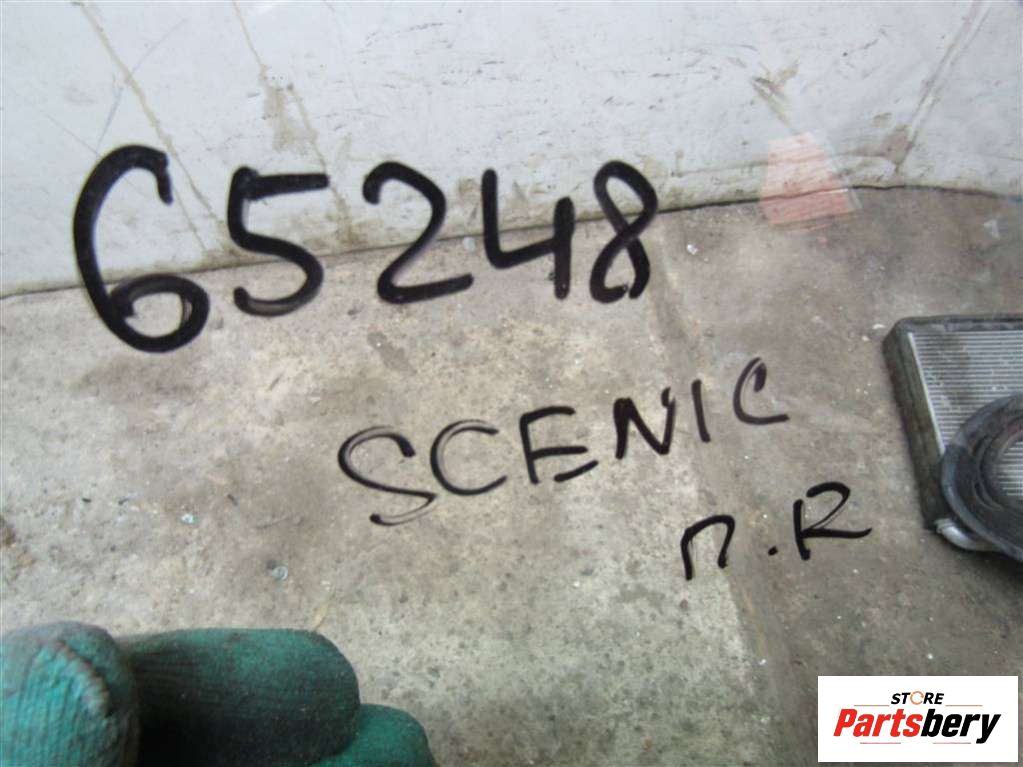 65248
SCENIC
п.R
STORE
Partsbery